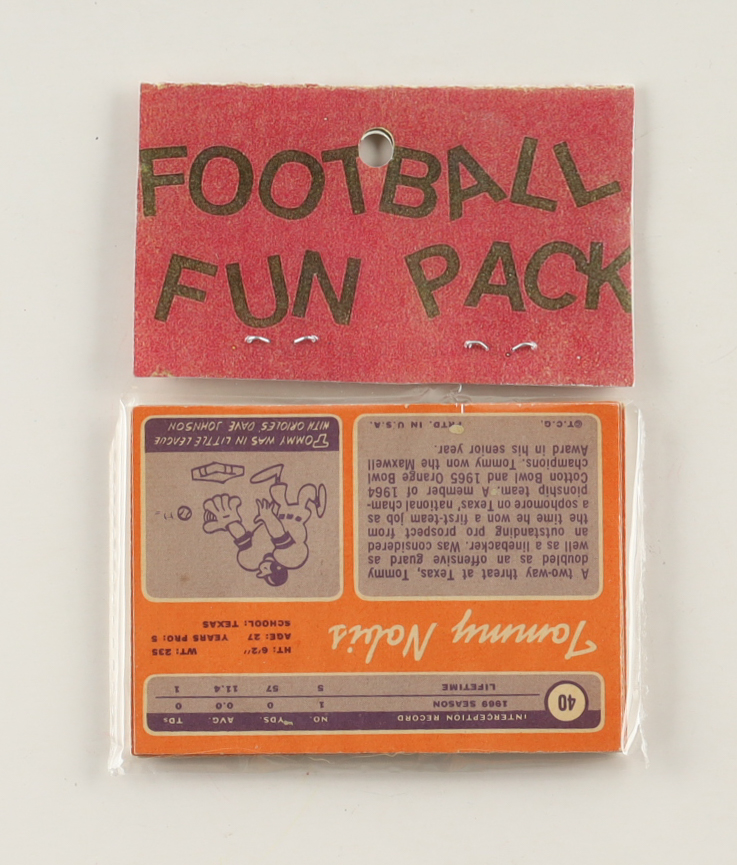 FOOTBALL
FUN PACK
40
INTERCEPTION RECORD NO. YDS. AVG. TDs
1969 SEASON 1 0 0.0 0
LIFETIME 5 57 11.4 1
Tommy Nobis
HT: 6'2" WT: 235
AGE: 27 YEARS PRO: 5
SCHOOL: TEXAS
A two-way threat at Texas, Tommy
doubled as an offensive guard as
well as a linebacker. Was considered
an outstanding pro prospect from
the time he won a first-team job as
a sophomore on Texas' national cham-
pionship team. A member of 1964
Cotton Bowl and 1965 Orange Bowl
champions, Tommy won the Maxwell
Award in his senior year.
©T.C.G. PRTD. IN U.S.A.
TOMMY WAS IN LITTLE LEAGUE
WITH ORIOLES' DAVE JOHNSON